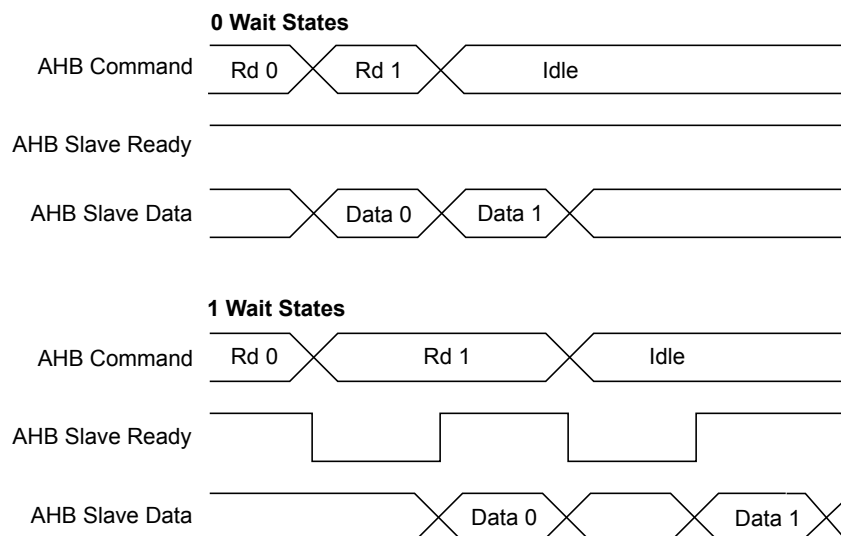 0 Wait States
AHB Command Rd 0 Rd 1 Idle
AHB Slave Ready
AHB Slave Data Data 0 Data 1
1 Wait States
AHB Command Rd 0 Rd 1 Idle
AHB Slave Ready
AHB Slave Data Data 0 Data 1